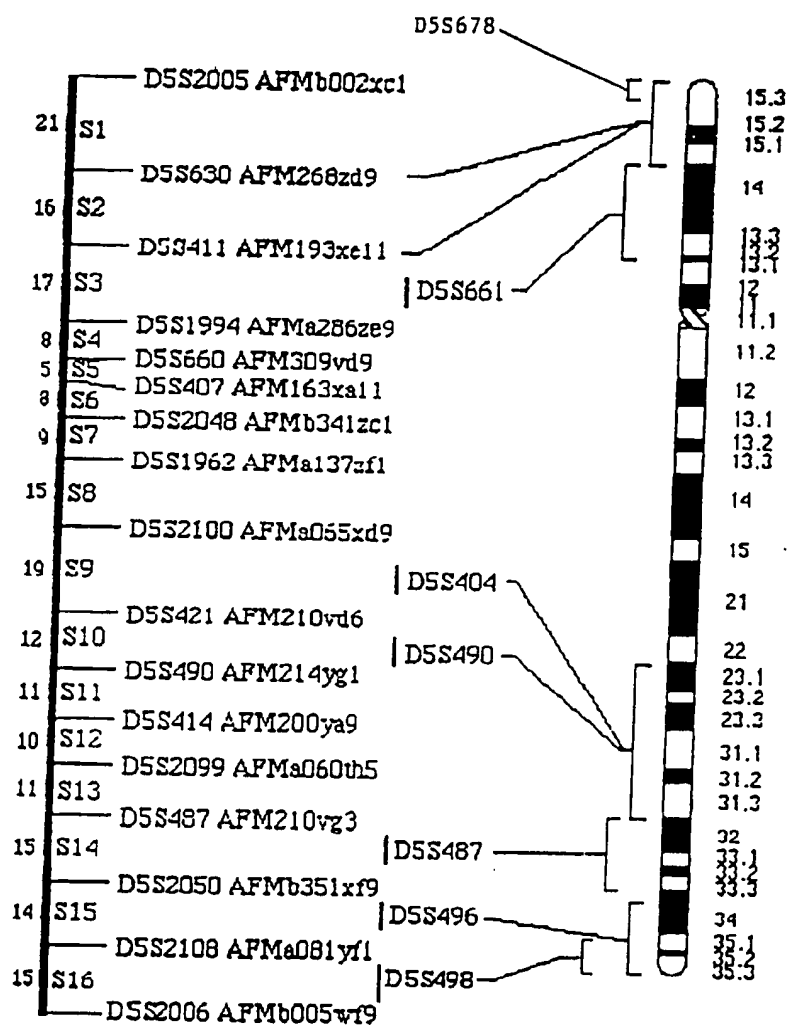 D5S678
D5S2005 AFMb002xc1
21 S1
D5S630 AFM268zd9
16 S2
D5S411 AFM193xe11
17 S3
D5S661
D5S1994 AFMa286ze9
8 S4
D5S660 AFM309vd9
5 S5
D5S407 AFM163xa11
8 S6
D5S2048 AFMb341zc1
9 S7
D5S1962 AFMa137zf1
15 S8
D5S2100 AFMa065xd9
19 S9
D5S404
D5S421 AFM210vd6
12 S10
D5S490
D5S490 AFM214yg1
11 S11
D5S414 AFM200ya9
10 S12
D5S2099 AFMa060th5
11 S13
D5S487 AFM210vg3
15 S14
D5S487
D5S2050 AFMb351xf9
14 S15
D5S496
D5S2108 AFMa081yf1
15 S16
D5S498
D5S2006 AFMb005wf9
15.3
15.2
15.1
14
13.3
13.2
13.1
12
11
11.1
11.2
12
13.1
13.2
13.3
14
15
21
22
23.1
23.2
23.3
31.1
31.2
31.3
32
33.1
33.2
33.3
34
35.1
35.2
35.3